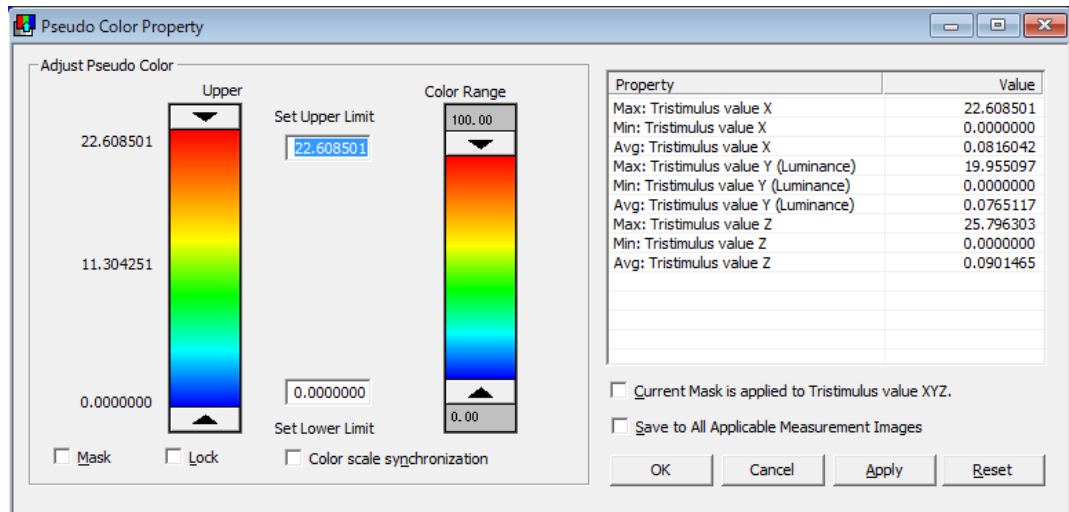 Pseudo Color Property
Adjust Pseudo Color
Upper
22.608501
11.304251
0.0000000
Set Upper Limit
22.608501
0.0000000
Set Lower Limit
Color Range
100.00
0.00
Mask
Lock
Color scale synchronization
Property Value
Max: Tristimulus value X 22.608501
Min: Tristimulus value X 0.0000000
Avg: Tristimulus value X 0.0816042
Max: Tristimulus value Y (Luminance) 19.955097
Min: Tristimulus value Y (Luminance) 0.0000000
Avg: Tristimulus value Y (Luminance) 0.0765117
Max: Tristimulus value Z 25.796303
Min: Tristimulus value Z 0.0000000
Avg: Tristimulus value Z 0.0901465
Current Mask is applied to Tristimulus value XYZ.
Save to All Applicable Measurement Images
OK Cancel Apply Reset